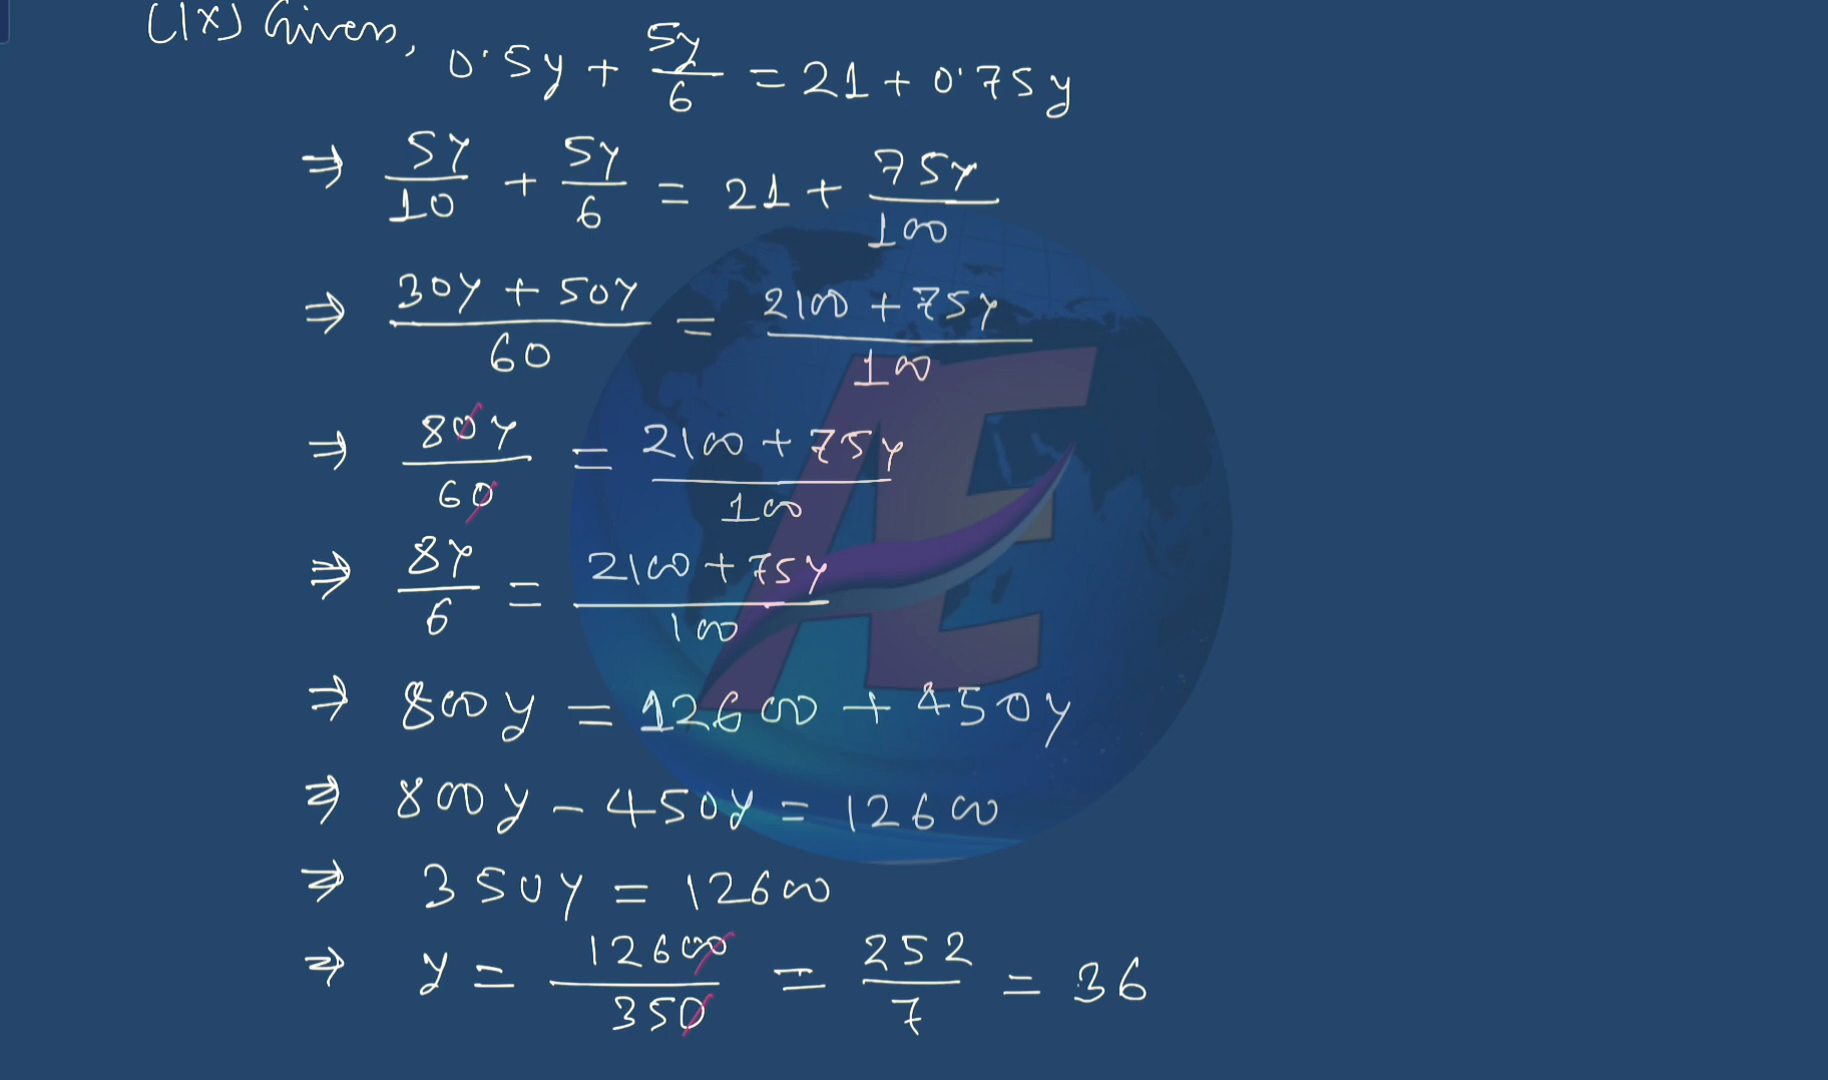 (ix) Given, 0.5y + 5y/6 = 21 + 0.75y
⇒ 5y/10 + 5y/6 = 21 + 75y/100
⇒ (30y + 50y)/60 = (2100 + 75y)/100
⇒ 80y/60 = (2100 + 75y)/100
⇒ 8y/6 = (2100 + 75y)/100
⇒ 800y = 12600 + 450y
⇒ 800y - 450y = 12600
⇒ 350y = 12600
⇒ y = 12600/350 = 252/7 = 36
Æ